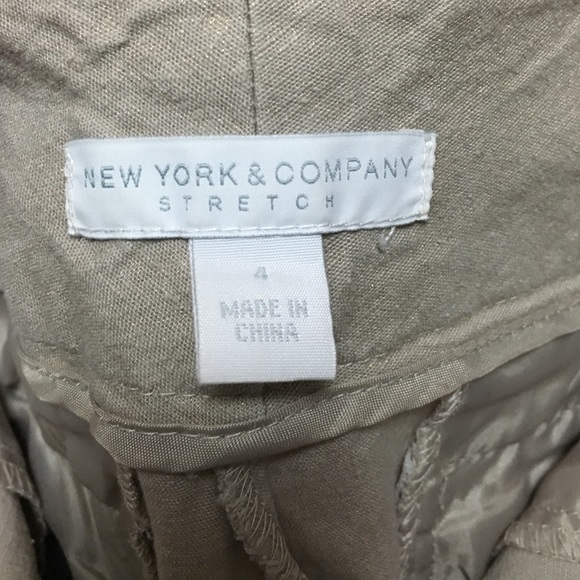 NEW YORK & COMPANY
STRETCH
4
MADE IN
CHINA